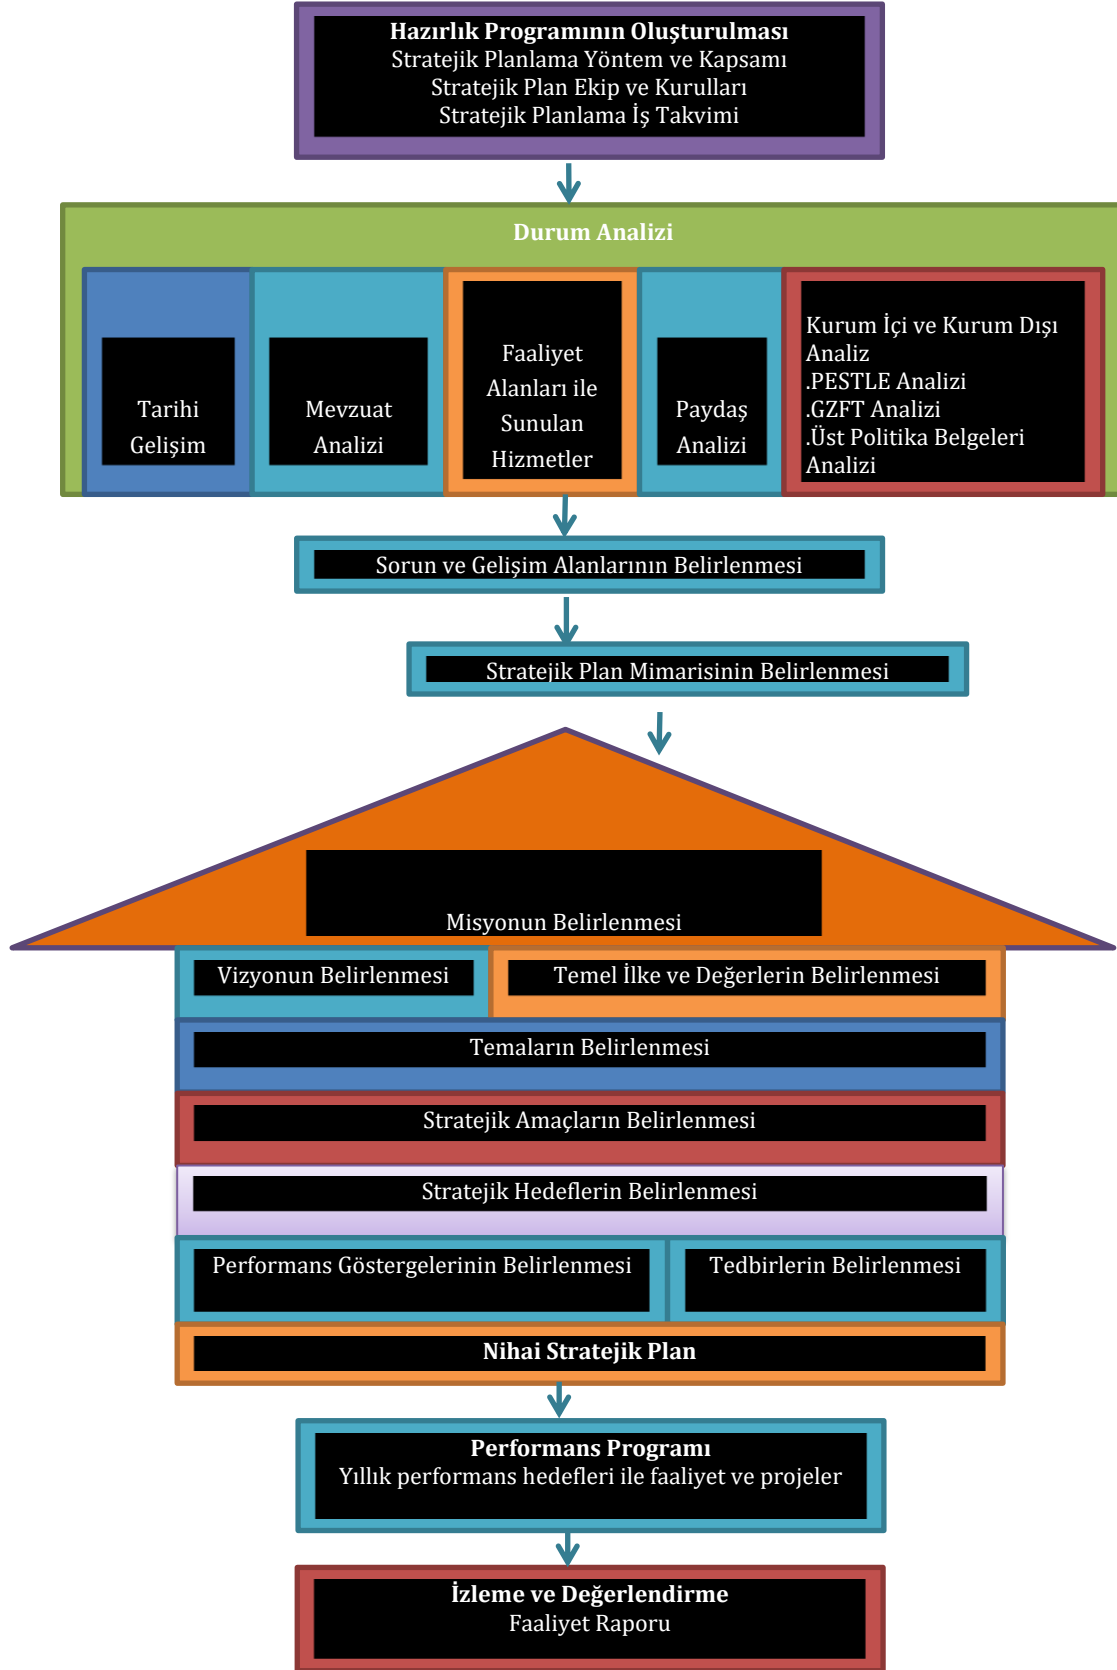 Hazırlık Programının Oluşturulması
Stratejik Planlama Yöntem ve Kapsamı
Stratejik Plan Ekip ve Kurulları
Stratejik Planlama İş Takvimi
Durum Analizi
Tarihi
Gelişim
Mevzuat
Analizi
Faaliyet
Alanları ile
Sunulan
Hizmetler
Paydaş
Analizi
Kurum İçi ve Kurum Dışı
Analiz
.PESTLE Analizi
.GZFT Analizi
.Üst Politika Belgeleri
Analizi
Sorun ve Gelişim Alanlarının Belirlenmesi
Stratejik Plan Mimarisinin Belirlenmesi
Misyonun Belirlenmesi
Vizyonun Belirlenmesi
Temel İlke ve Değerlerin Belirlenmesi
Temaların Belirlenmesi
Stratejik Amaçların Belirlenmesi
Stratejik Hedeflerin Belirlenmesi
Performans Göstergelerinin Belirlenmesi
Tedbirlerin Belirlenmesi
Nihai Stratejik Plan
Performans Programı
Yıllık performans hedefleri ile faaliyet ve projeler
İzleme ve Değerlendirme
Faaliyet Raporu